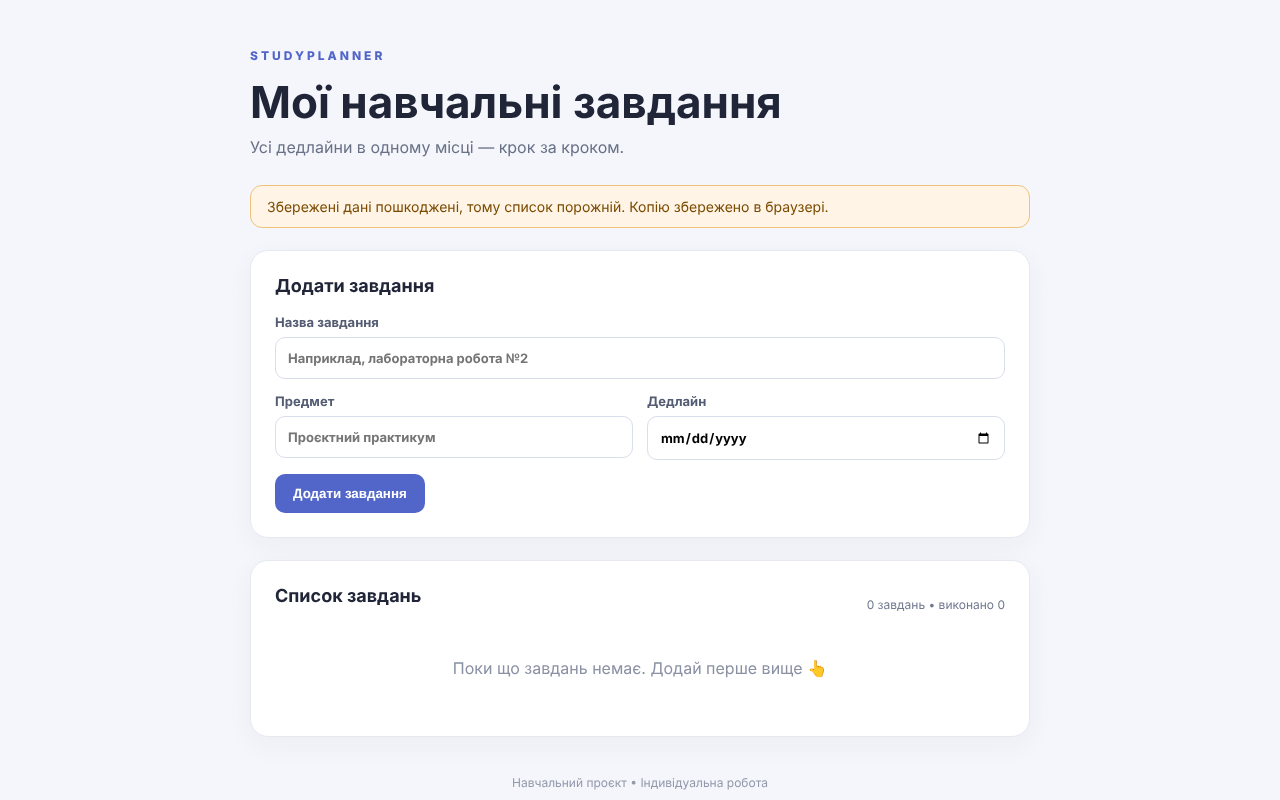 STUDYPLANNER
Мої навчальні завдання
Усі дедлайни в одному місці — крок за кроком.
Збережені дані пошкоджені, тому список порожній. Копію збережено в браузері.
Додати завдання
Назва завдання
Наприклад, лабораторна робота №2
Предмет
Дедлайн
Проєктний практикум
mm/dd/yyyy
Додати завдання
Список завдань
0 завдань • виконано 0
Поки що завдань немає. Додай перше вище 👆
Навчальний проєкт • Індивідуальна робота